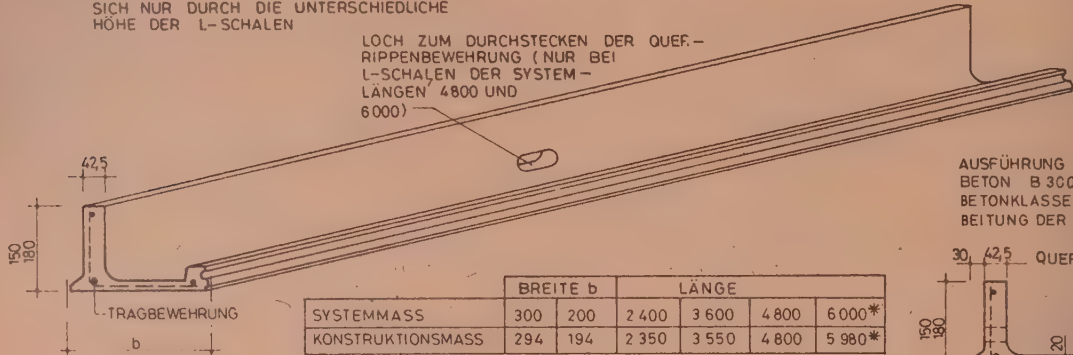 SICH NUR DURCH DIE UNTERSCHIEDLICHE
HÖHE DER L-SCHALEN
LOCH ZUM DURCHSTECKEN DER QUER-
RIPPENBEWEHRUNG (NUR BEI
L-SCHALEN DER SYSTEM-
LÄNGEN 4800 UND
6000)
42,5
150
180
TRAGBEWEHRUNG
b
AUSFÜHRUNG
BETON B 300
BETONKLASSE
BEITUNG DER
30 42,5 QUER
150
180
20
BREITE b LÄNGE
SYSTEMMASS 300 200 2 400 3 600 4 800 6 000*
KONSTRUKTIONSMASS 294 194 2 350 3 550 4 800 5 980*